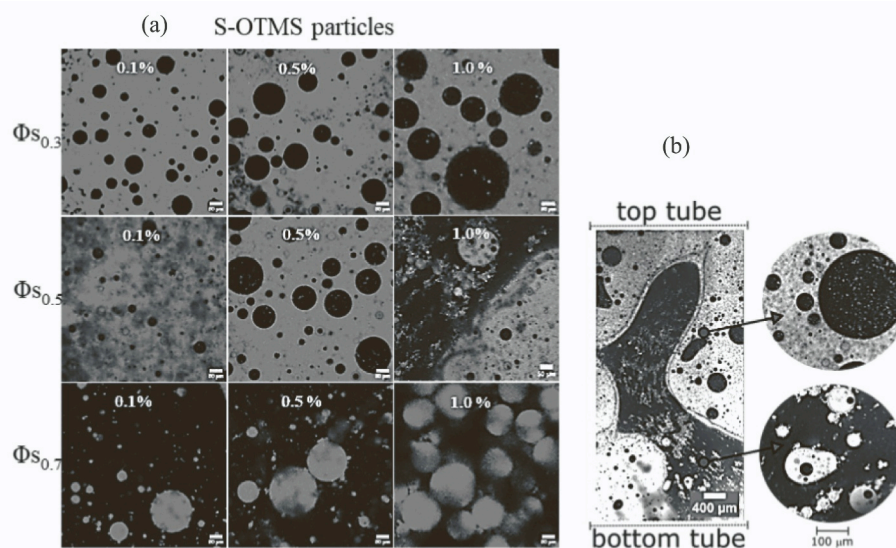 (a) S-OTMS particles
Φs0.3
0.1%
0.5%
1.0 %
Φs0.5
0.1%
0.5%
1.0%
Φs0.7
0.1%
0.5 %
1.0 %
(b)
top tube
400 μm
bottom tube
100 μm